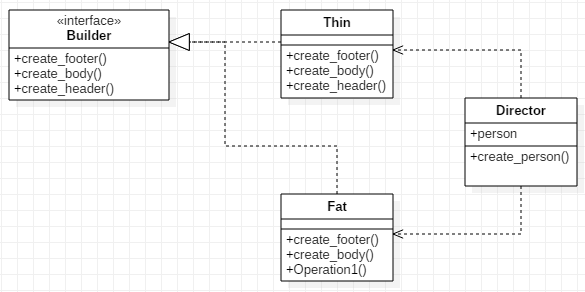 «interface»
Builder
+create_footer()
+create_body()
+create_header()
Thin
+create_footer()
+create_body()
+create_header()
Director
+person
+create_person()
Fat
+create_footer()
+create_body()
+Operation1()